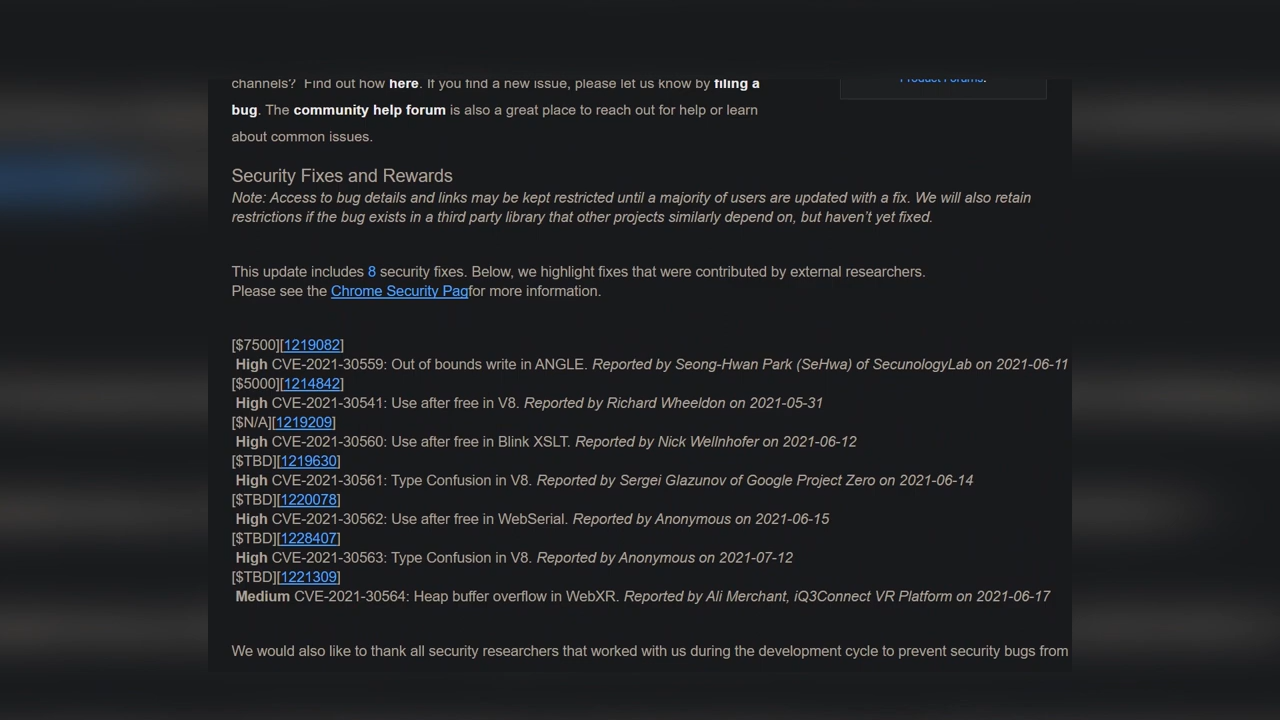 channels?  Find out how here. If you find a new issue, please let us know by filing a
Product Forums.
bug. The community help forum is also a great place to reach out for help or learn
about common issues.
Security Fixes and Rewards
Note: Access to bug details and links may be kept restricted until a majority of users are updated with a fix. We will also retain
restrictions if the bug exists in a third party library that other projects similarly depend on, but haven't yet fixed.
This update includes 8 security fixes. Below, we highlight fixes that were contributed by external researchers.
Please see the Chrome Security Pagfor more information.
[$7500][1219082]
High CVE-2021-30559: Out of bounds write in ANGLE. Reported by Seong-Hwan Park (SeHwa) of SecunologyLab on 2021-06-11
[$5000][1214842]
High CVE-2021-30541: Use after free in V8. Reported by Richard Wheeldon on 2021-05-31
[$N/A][1219209]
High CVE-2021-30560: Use after free in Blink XSLT. Reported by Nick Wellnhofer on 2021-06-12
[$TBD][1219630]
High CVE-2021-30561: Type Confusion in V8. Reported by Sergei Glazunov of Google Project Zero on 2021-06-14
[$TBD][1220078]
High CVE-2021-30562: Use after free in WebSerial. Reported by Anonymous on 2021-06-15
[$TBD][1228407]
High CVE-2021-30563: Type Confusion in V8. Reported by Anonymous on 2021-07-12
[$TBD][1221309]
Medium CVE-2021-30564: Heap buffer overflow in WebXR. Reported by Ali Merchant, iQ3Connect VR Platform on 2021-06-17
We would also like to thank all security researchers that worked with us during the development cycle to prevent security bugs from